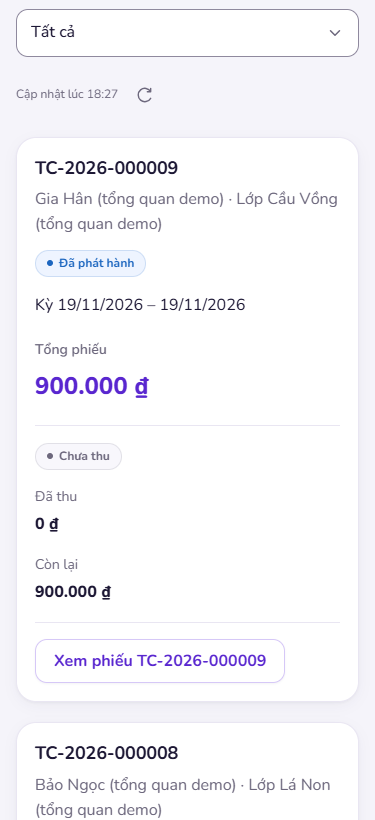 Tất cả
Cập nhật lúc 18:27
TC-2026-000009
Gia Hân (tổng quan demo) · Lớp Cầu Vồng
(tổng quan demo)
Đã phát hành
Kỳ 19/11/2026 – 19/11/2026
Tổng phiếu
900.000 ₫
Chưa thu
Đã thu
0 ₫
Còn lại
900.000 ₫
Xem phiếu TC-2026-000009
TC-2026-000008
Bảo Ngọc (tổng quan demo) · Lớp Lá Non
(tổng quan demo)